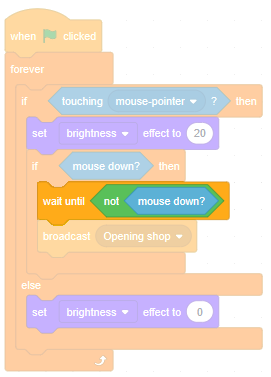 when clicked
forever
if touching mouse-pointer ? then
set brightness effect to 20
if mouse down? then
wait until not mouse down?
broadcast Opening shop
else
set brightness effect to 0